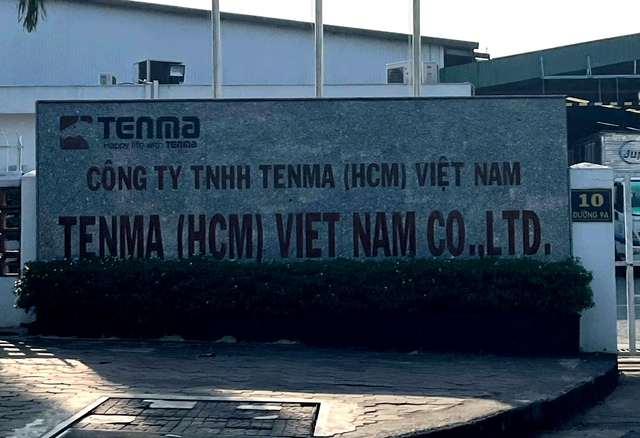 TENMA
Happy life with TENMA
CÔNG TY TNHH TENMA (HCM) VIỆT NAM
TENMA (HCM) VIET NAM CO.,LTD.
10
ĐƯỜNG 9A